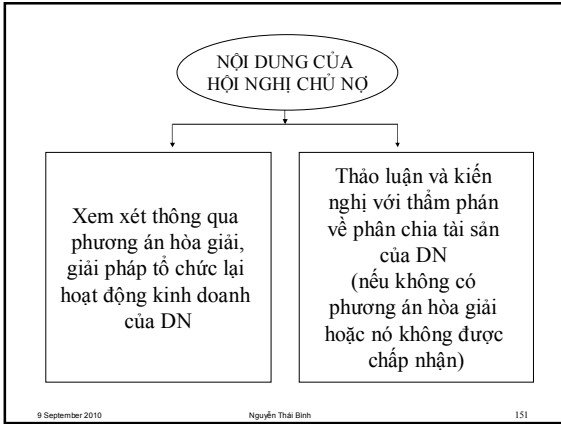 NỘI DUNG CỦA
HỘI NGHỊ CHỦ NỢ
Xem xét thông qua
phương án hòa giải,
giải pháp tổ chức lại
hoạt động kinh doanh
của DN
Thảo luận và kiến
nghị với thẩm phán
về phân chia tài sản
của DN
(nếu không có
phương án hòa giải
hoặc nó không được
chấp nhận)
9 September 2010
Nguyễn Thái Bình
151